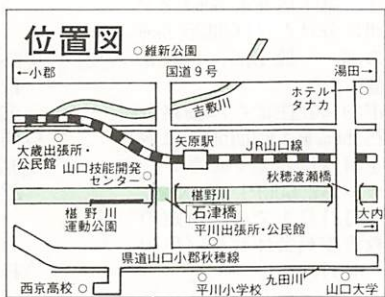 位置図
維新公園
←小郡
国道9号
湯田→
吉敷川
ホテル
タナカ
矢原駅
JR山口線
大歳出張所・
公民館
山口技能開発
センター
秋穂渡瀬橋
椹野川
椹野川
運動公園
石津橋
大内
平川出張所・公民館
県道山口小郡秋穂線
西京高校
平川小学校
九田川
山口大学